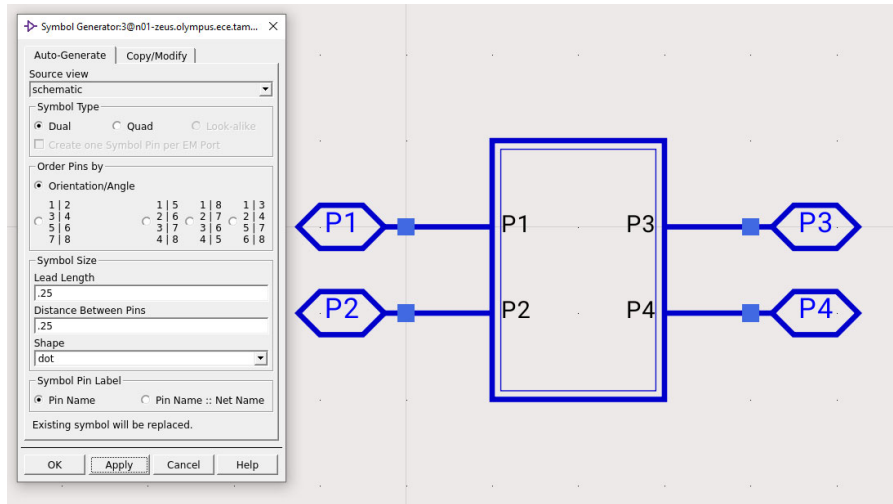 Symbol Generator:3@n01-zeus.olympus.ece.tam...
Auto-Generate
Copy/Modify
Source view
schematic
Symbol Type
Dual
Quad
Look-alike
Create one Symbol Pin per EM Port
Order Pins by
Orientation/Angle
1 | 2
3 | 4
5 | 6
7 | 8
1 | 5
2 | 6
3 | 7
4 | 8
1 | 8
2 | 7
3 | 6
4 | 5
1 | 3
2 | 4
5 | 7
6 | 8
Symbol Size
Lead Length
.25
Distance Between Pins
.25
Shape
dot
Symbol Pin Label
Pin Name
Pin Name :: Net Name
Existing symbol will be replaced.
OK
Apply
Cancel
Help
P1
P1
P3
P3
P2
P2
P4
P4